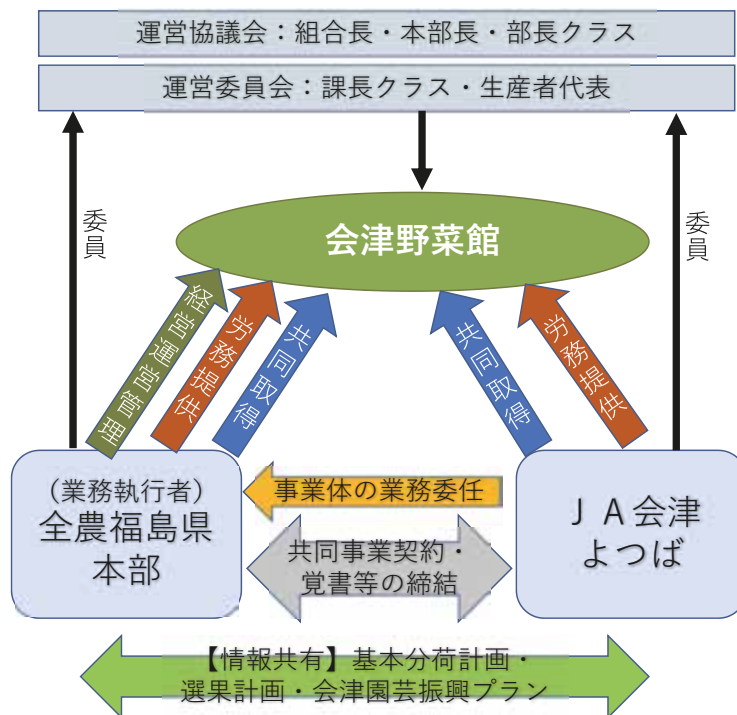 運営協議会：組合長・本部長・部長クラス
運営委員会：課長クラス・生産者代表
委員
委員
会津野菜館
経営運営管理
労務提供
共同取得
共同取得
労務提供
（業務執行者）
全農福島県
本部
事業体の業務委任
ＪＡ会津
よつば
共同事業契約・
覚書等の締結
【情報共有】基本分荷計画・
選果計画・会津園芸振興プラン